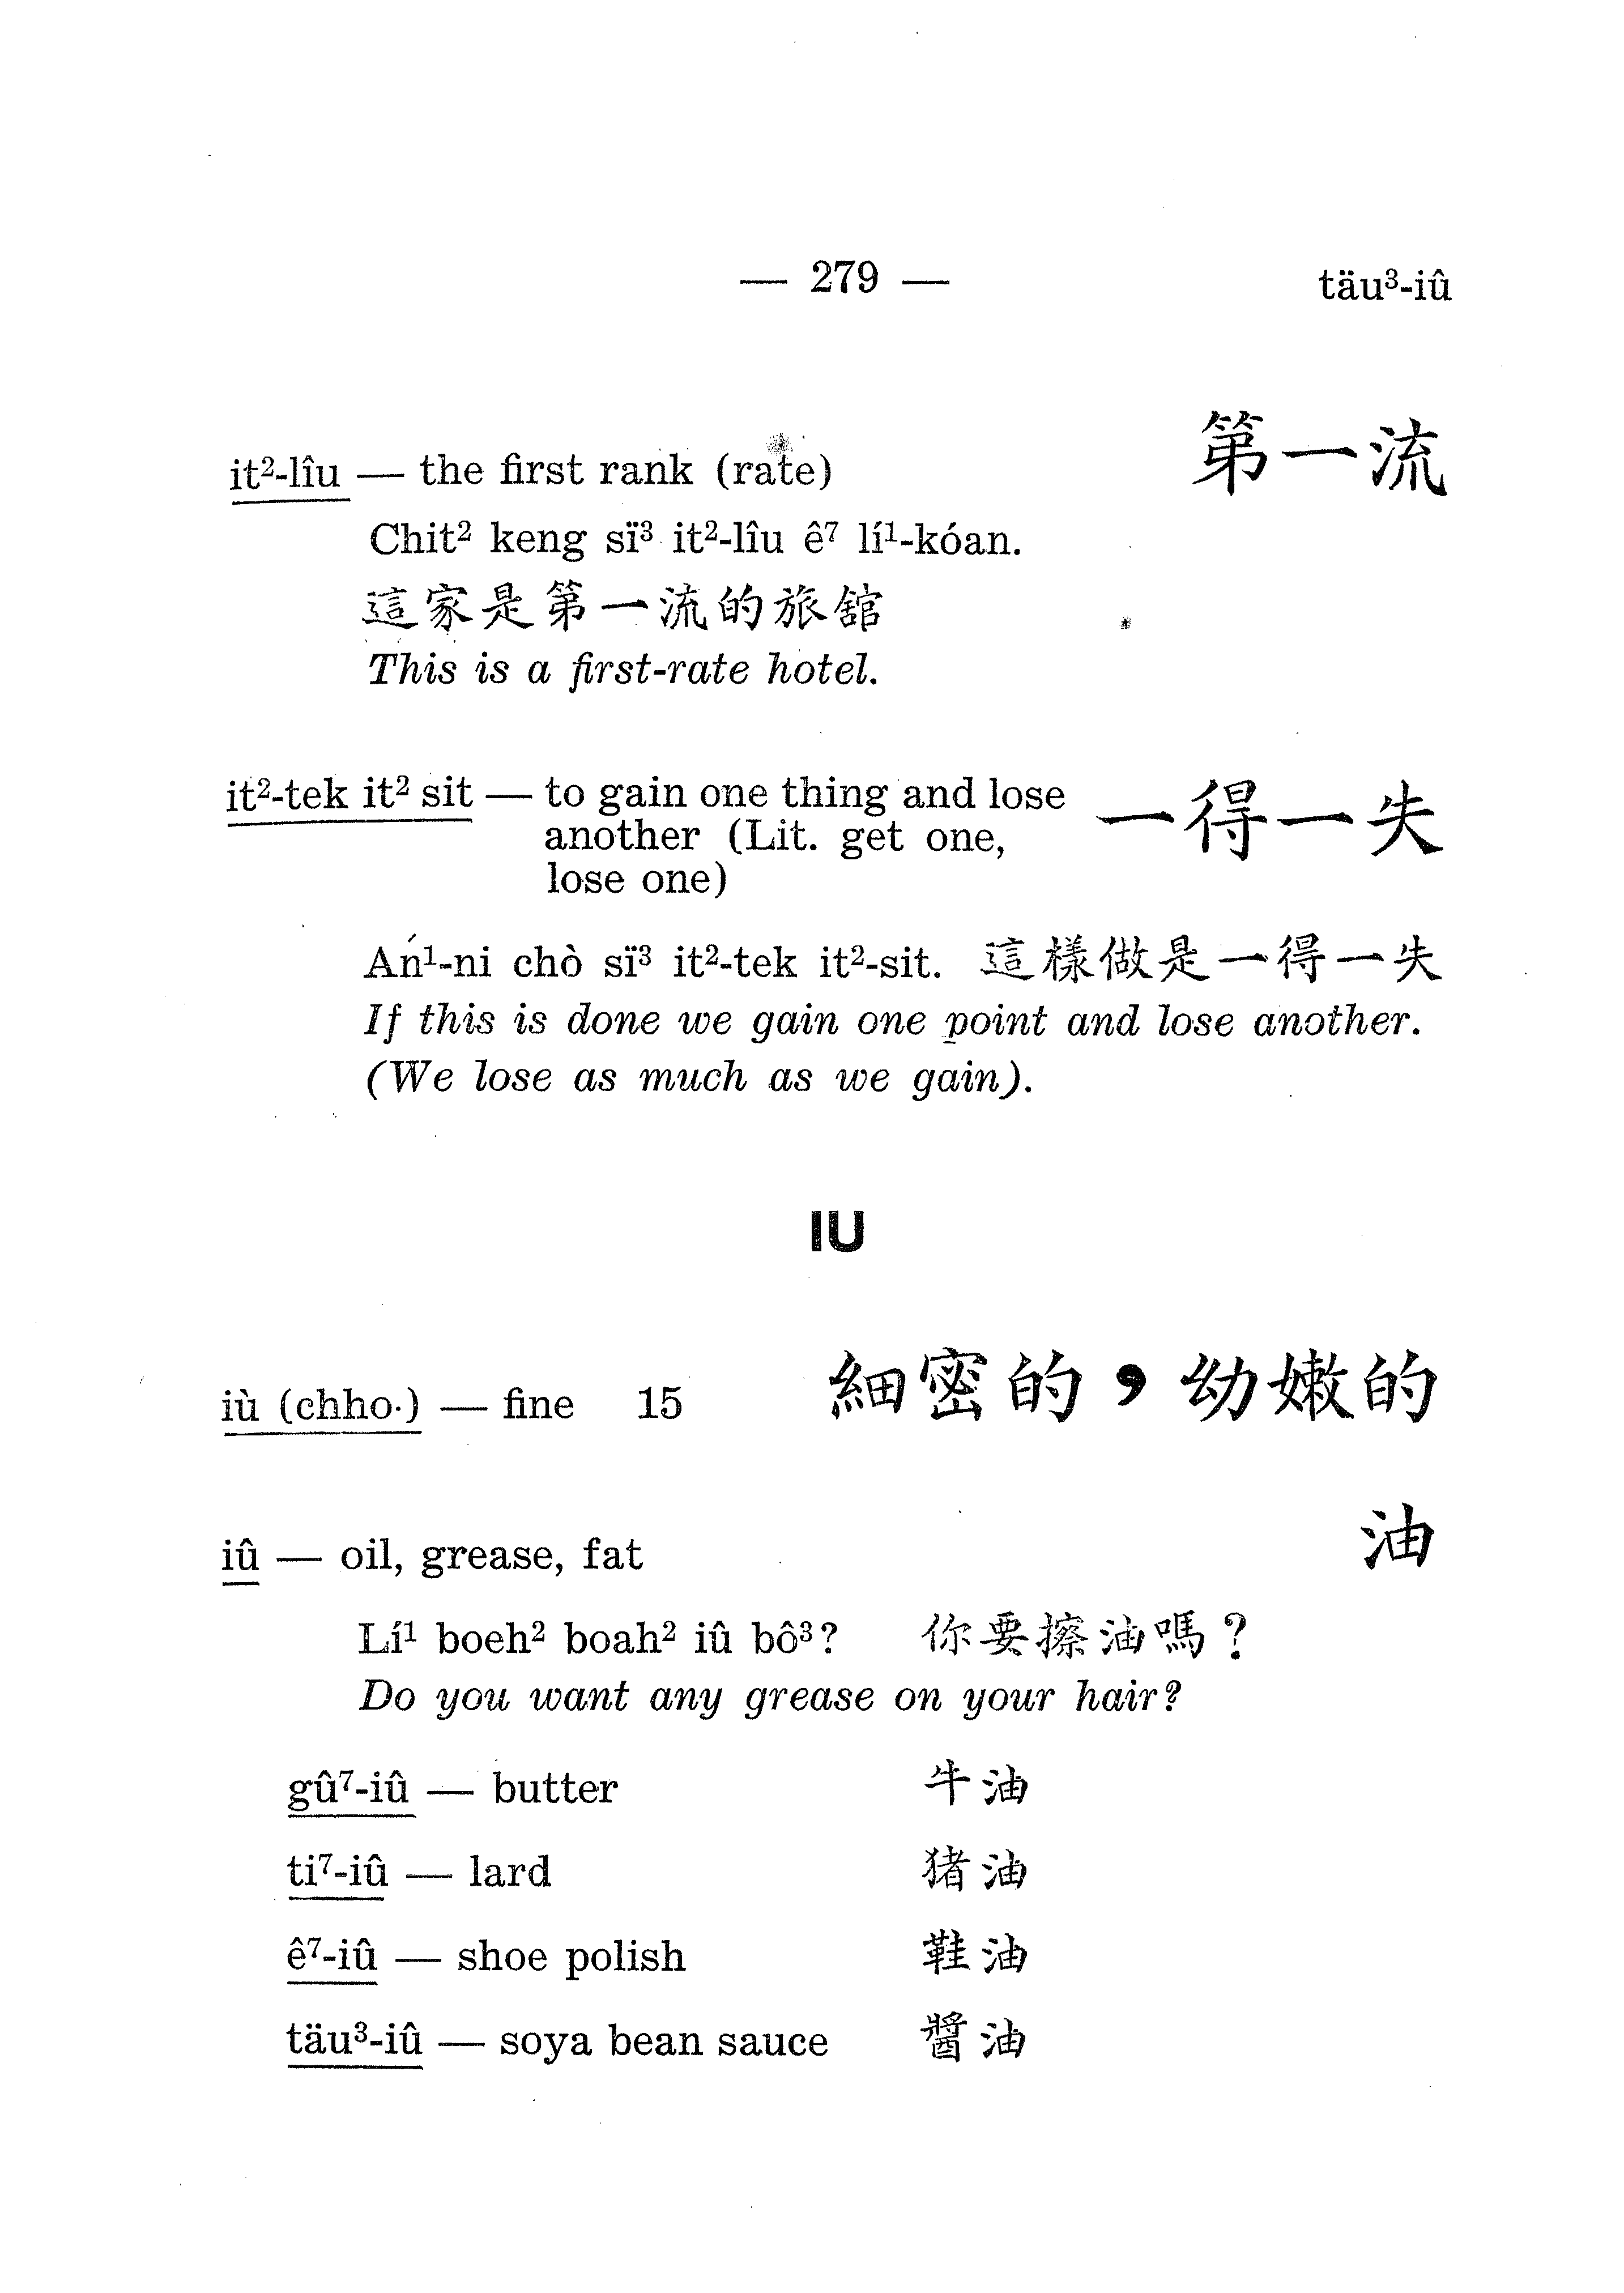 — 279 —
täu³-iû
it²-lîu — the first rank (rate) 第一流
Chit² keng sï³ it²-lîu ê⁷ lí¹-kóan.
這家是第一流的旅舘
This is a first-rate hotel.
it²-tek it² sit — to gain one thing and lose 一得一失
another (Lit. get one,
lose one)
Ań¹-ni chò sï³ it²-tek it²-sit. 這樣做是一得一失
If this is done we gain one point and lose another.
(We lose as much as we gain).
IU
iù (chho·) — fine 15 細密的，幼嫩的
iû — oil, grease, fat 油
Lí¹ boeh² boah² iû bô³? 你要擦油嗎？
Do you want any grease on your hair?
gû⁷-iû — butter 牛油
ti⁷-iû — lard 猪油
ê⁷-iû — shoe polish 鞋油
täu³-iû — soya bean sauce 醬油